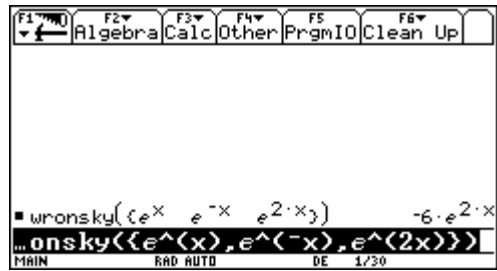 F1 F2 F3 F4 F5 F6
Algebra Calc Other PrgmIO Clean Up
▪ wronsky({e^x e^-x e^2·x}) -6·e^2·x
…onsky({e^(x),e^(-x),e^(2x)})
MAIN RAD AUTO DE 1/30